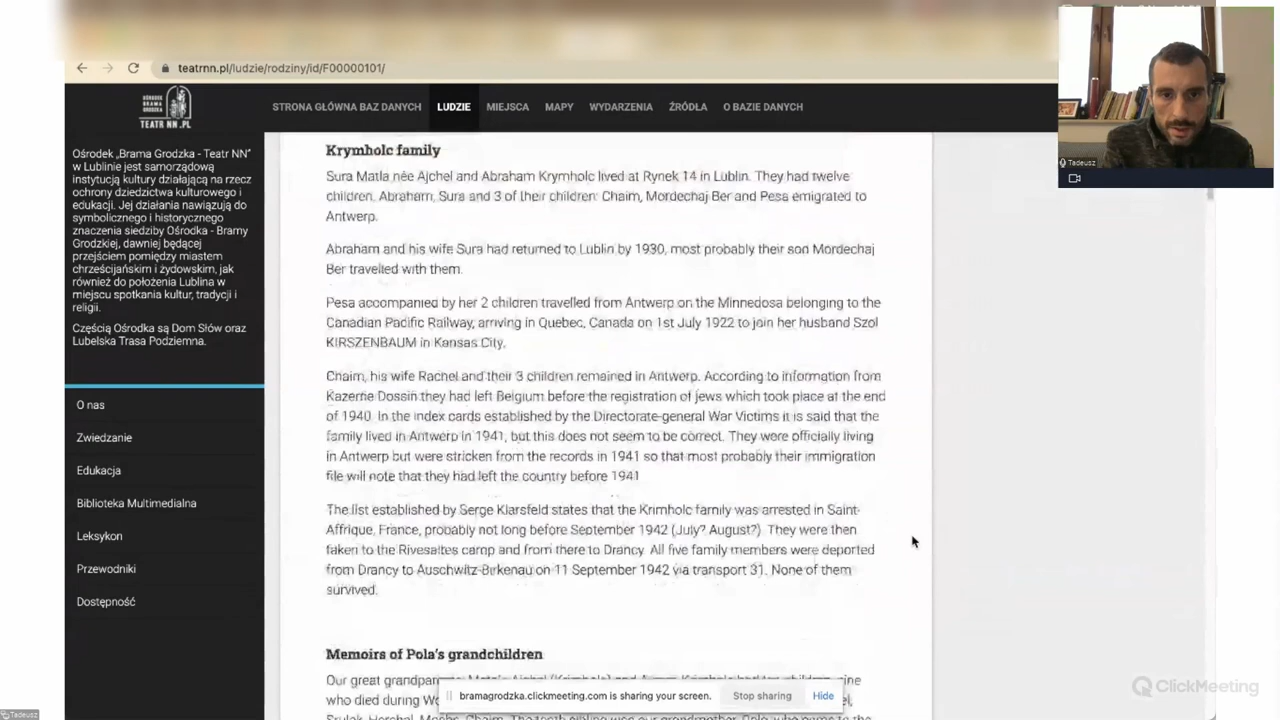 teatrnn.pl/ludzie/rodziny/id/F00000101/
TEATR NN.PL
STRONA GŁÓWNA BAZ DANYCH LUDZIE MIEJSCA MAPY WYDARZENIA ŹRÓDŁA O BAZIE DANYCH
Ośrodek „Brama Grodzka - Teatr NN”
w Lublinie jest samorządową
instytucją kultury działającą na rzecz
ochrony dziedzictwa kulturowego i
edukacji. Jej działania nawiązują do
symbolicznego i historycznego
znaczenia siedziby Ośrodka - Bramy
Grodzkiej, dawniej będącej
przejściem pomiędzy miastem
chrześcijańskim i żydowskim, jak
również do położenia Lublina w
miejscu spotkania kultur, tradycji i
religii.
Częścią Ośrodka są Dom Słów oraz
Lubelska Trasa Podziemna.
O nas
Zwiedzanie
Edukacja
Biblioteka Multimedialna
Leksykon
Przewodniki
Dostępność
Krymholc family
Sura Matla née Ajchel and Abraham Krymholc lived at Rynek 14 in Lublin. They had twelve
children. Abraham, Sura and 3 of their children: Chaim, Mordechaj Ber and Pesa emigrated to
Antwerp.
Abraham and his wife Sura had returned to Lublin by 1930, most probably their son Mordechaj
Ber travelled with them.
Pesa accompanied by her 2 children travelled from Antwerp on the Minnedosa belonging to the
Canadian Pacific Railway, arriving in Quebec, Canada on 1st July 1922 to join her husband Szol
KIRSZENBAUM in Kansas City.
Chaim, his wife Rachel and their 3 children remained in Antwerp. According to information from
Kazerne Dossin they had left Belgium before the registration of jews which took place at the end
of 1940. In the index cards established by the Directorate-general War Victims it is said that the
family lived in Antwerp in 1941, but this does not seem to be correct. They were officially living
in Antwerp but were stricken from the records in 1941 so that most probably their immigration
file will note that they had left the country before 1941
The list established by Serge Klarsfeld states that the Krimholc family was arrested in Saint-
Affrique, France, probably not long before September 1942 (July? August?). They were then
taken to the Rivesaltes camp and from there to Drancy. All five family members were deported
from Drancy to Auschwitz-Birkenau on 11 September 1942 via transport 31. None of them
survived.
Memoirs of Pola's grandchildren
Our great
who died during
bramagrodzka.clickmeeting.com is sharing your screen. Stop sharing Hide
Tadeusz
Tadeusz
ClickMeeting